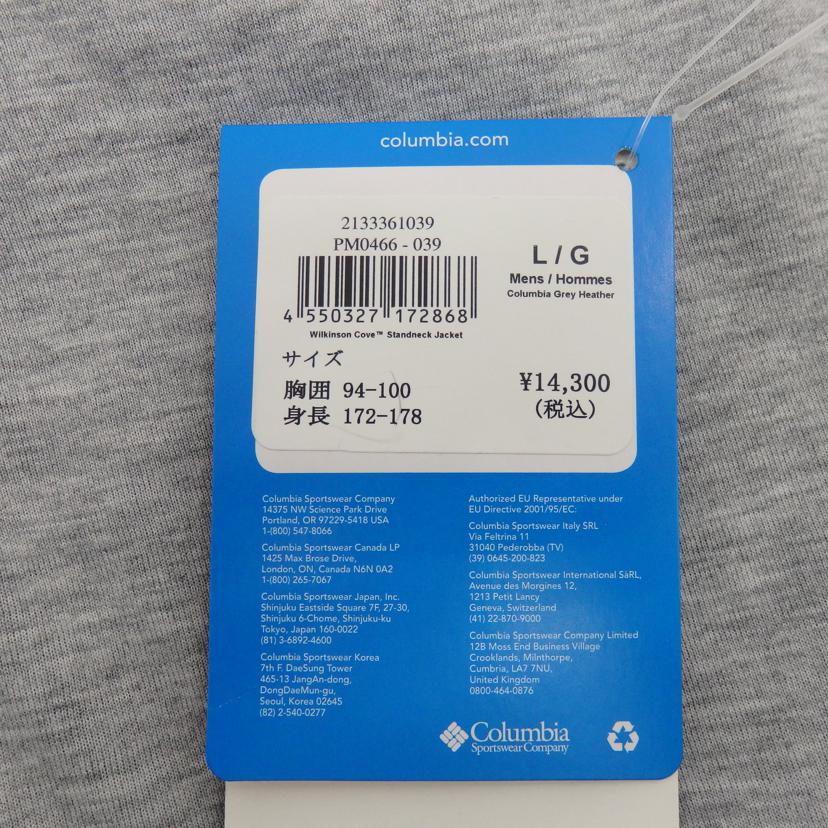 columbia.com
2133361039
PM0466 - 039
4 550327 172868
Wilkinson Cove™ Standneck Jacket
L / G
Mens / Hommes
Columbia Grey Heather
サイズ
胸囲 94-100
身長 172-178
¥14,300
(税込)
Columbia Sportswear Company
14375 NW Science Park Drive
Portland, OR 97229-5418 USA
1-(800) 547-8066
Columbia Sportswear Canada LP
1425 Max Brose Drive,
London, ON, Canada N6N 0A2
1-(800) 265-7067
Columbia Sportswear Japan, Inc.
Shinjuku Eastside Square 7F, 27-30,
Shinjuku 6-Chome, Shinjuku-ku
Tokyo, Japan 160-0022
(81) 3-6892-4600
Columbia Sportswear Korea
7th F. DaeSung Tower
465-13 JangAn-dong,
DongDaeMun-gu,
Seoul, Korea 02645
(82) 2-540-0277
Authorized EU Representative under
EU Directive 2001/95/EC:
Columbia Sportswear Italy SRL
Via Feltrina 11
31040 Pederobba (TV)
(39) 0645-200-823
Columbia Sportswear International SàRL,
Avenue des Morgines 12,
1213 Petit Lancy
Geneva, Switzerland
(41) 22-870-9000
Columbia Sportswear Company Limited
12B Moss End Business Village
Crooklands, Milnthorpe,
Cumbria, LA7 7NU,
United Kingdom
0800-464-0876
Columbia
Sportswear Company